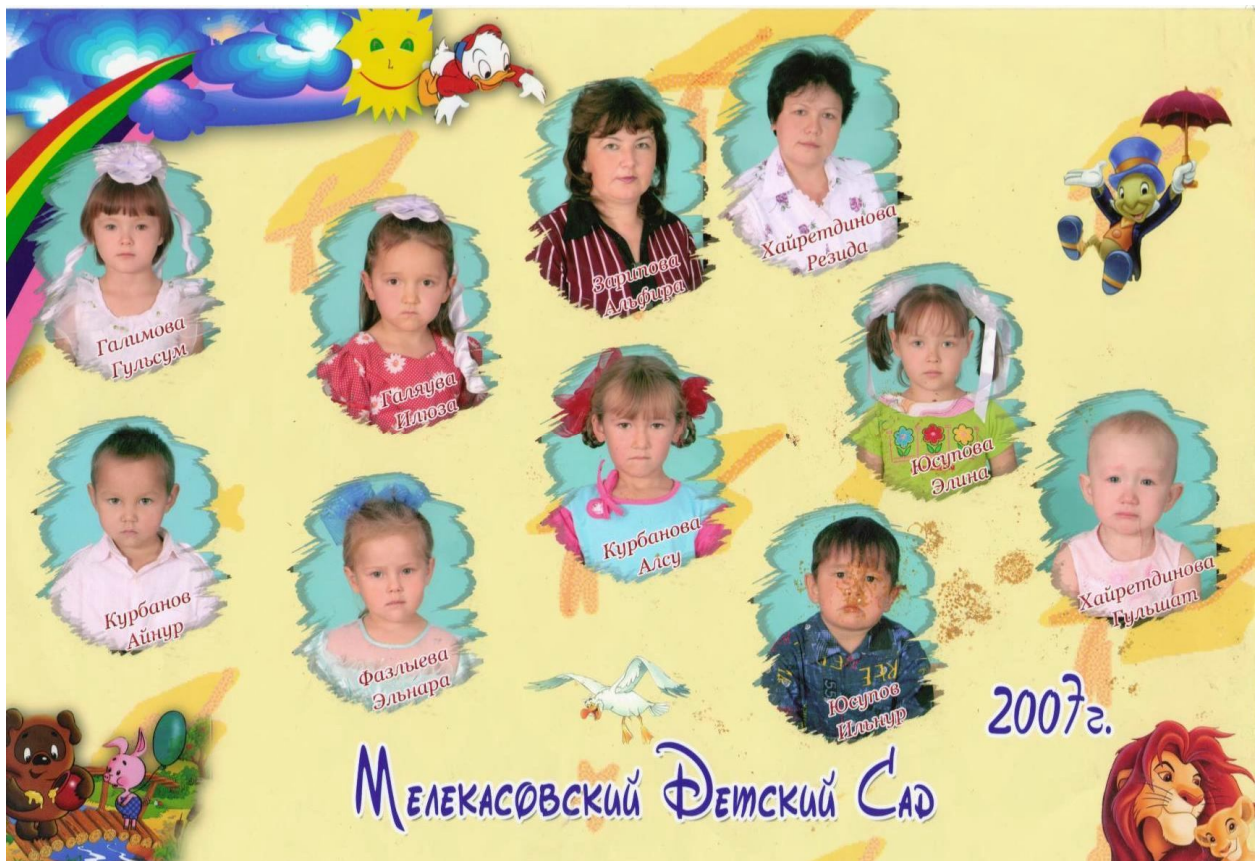 Зарипова
Альфира
Хайретдинова
Резида
Галимова
Гульсум
Галяува
Илюза
Курбанова
Алсу
Юсупова
Элина
Курбанов
Айнур
Фазлыева
Эльнара
Юсупов
Ильнур
Хайретдинова
Гульшат
2007г.
Мелекасовский Детский Сад